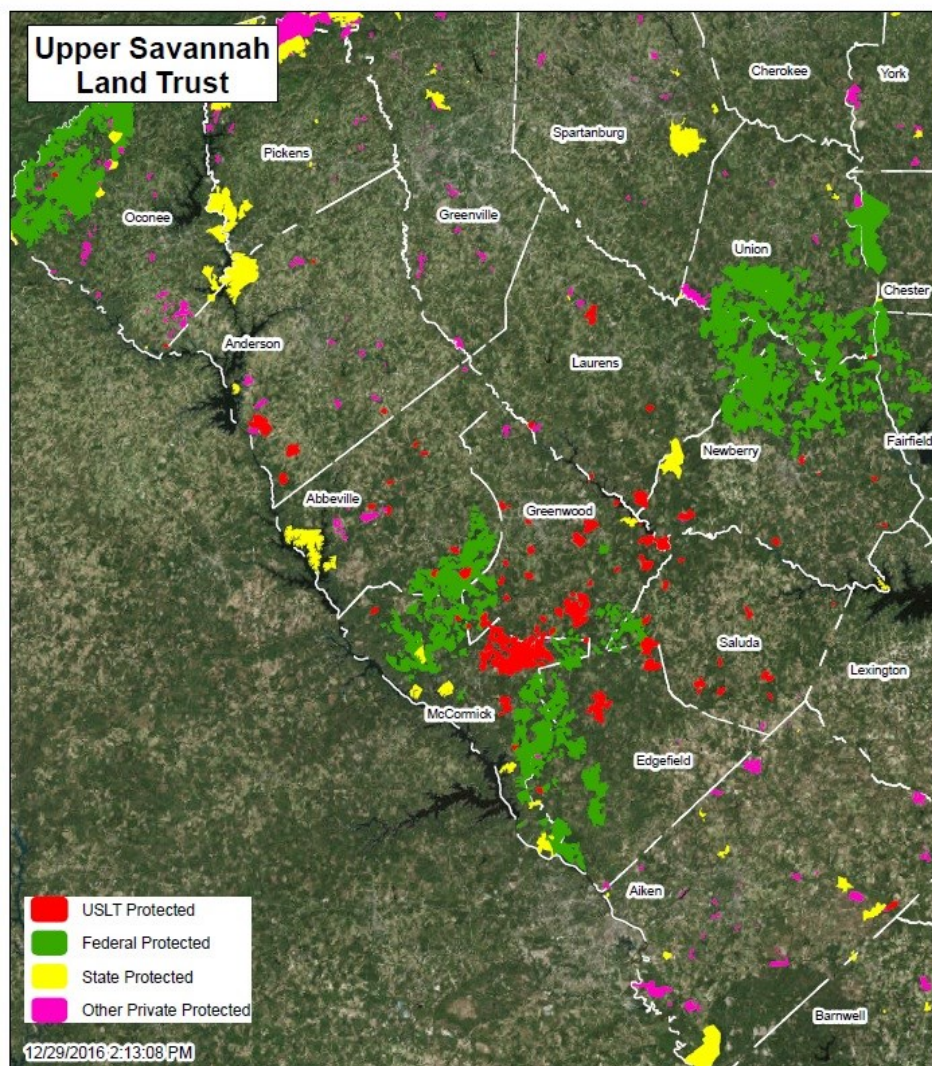 Upper Savannah
Land Trust
Cherokee
York
Spartanburg
Pickens
Oconee
Greenville
Union
Chester
Anderson
Laurens
Newberry
Fairfield
Abbeville
Greenwood
Saluda
Lexington
McCormick
Edgefield
Aiken
Barnwell
USLT Protected
Federal Protected
State Protected
Other Private Protected
12/29/2016 2:13:08 PM